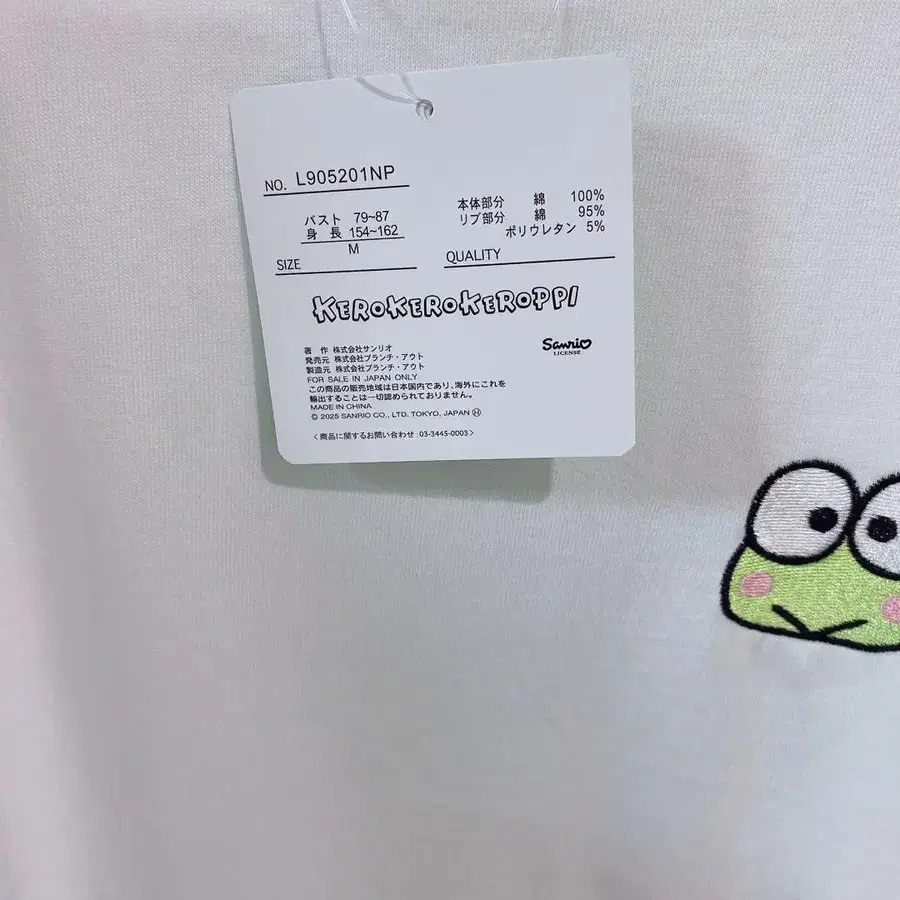 NO. L905201NP
バスト 79~87
身 長 154~162
M
SIZE
本体部分 綿 100%
リブ部分 綿 95%
ポリウレタン 5%
QUALITY
KEROKEROKEROPPI
著 作 株式会社サンリオ
発売元 株式会社ブランチ・アウト
製造元 株式会社ブランチ・アウト
FOR SALE IN JAPAN ONLY
この商品の販売地域は日本国内であり、海外にこれを
輸出することは一切認められておりません。
MADE IN CHINA
© 2025 SANRIO CO., LTD. TOKYO, JAPAN Ⓗ
〈商品に関するお問い合わせ 03-3445-0003〉
Sanrio
LICENSE